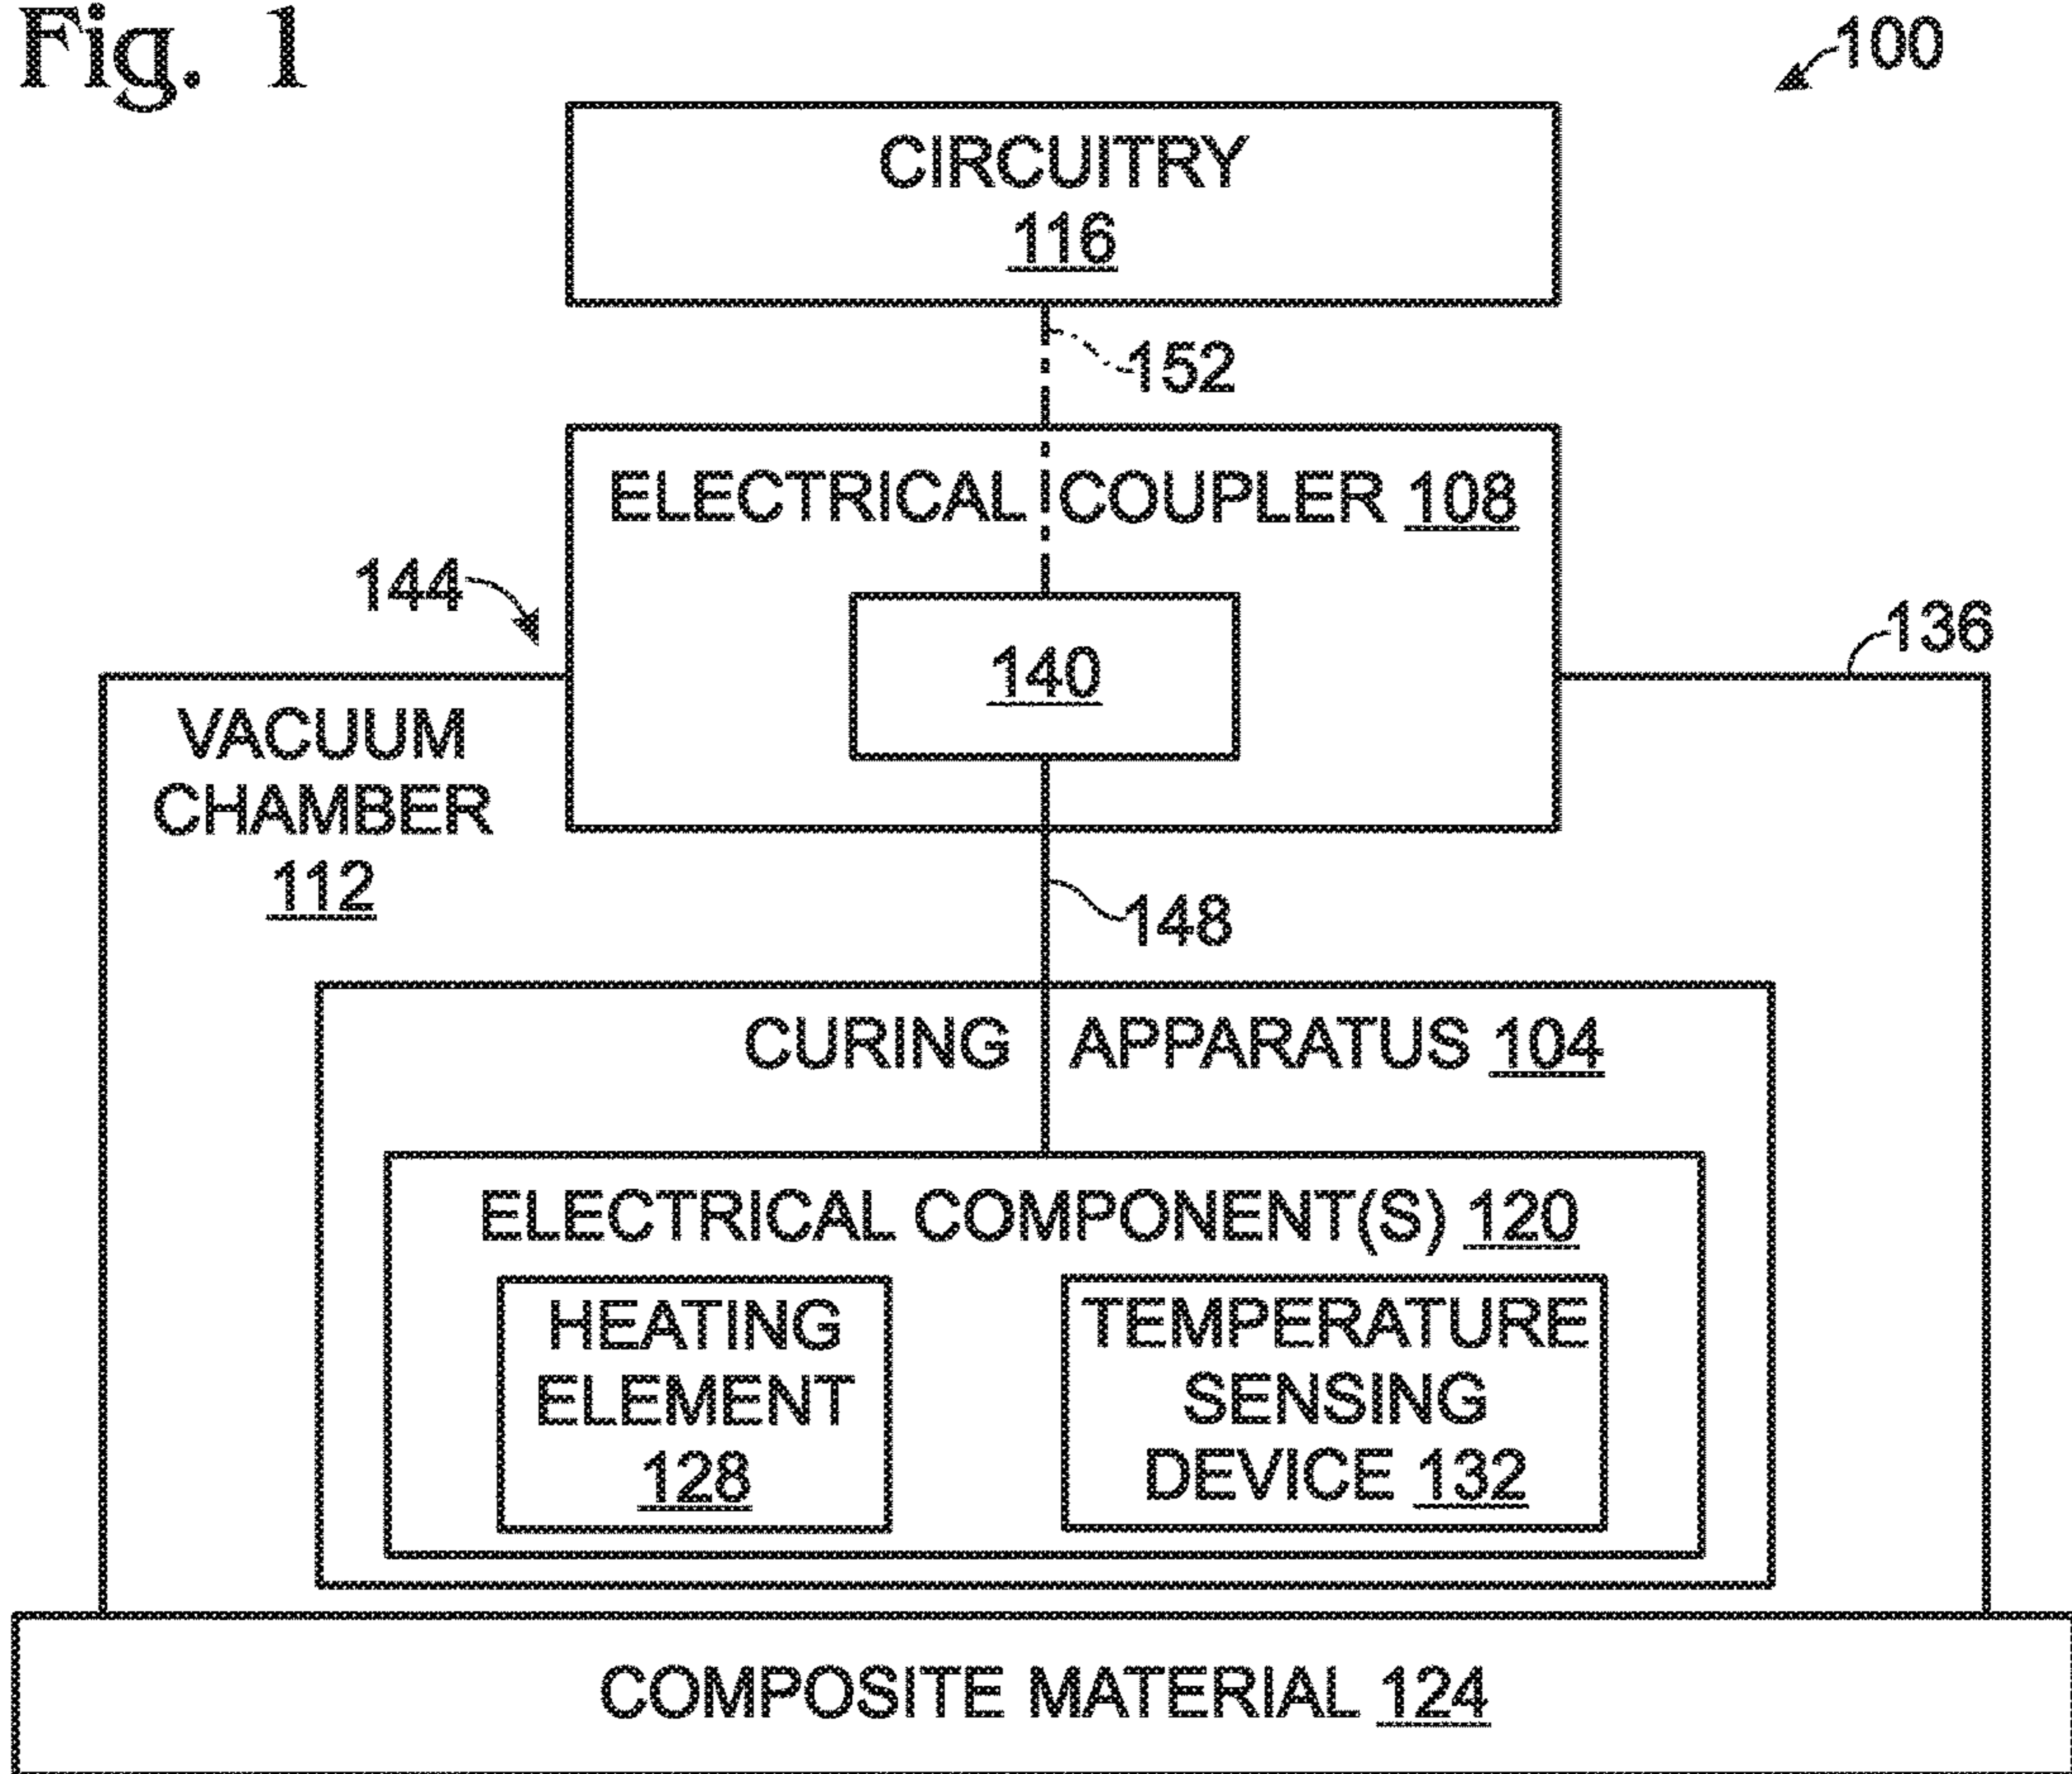 Fig. 1
100
CIRCUITRY
116
152
ELECTRICAL COUPLER 108
144
140
136
VACUUM
CHAMBER
112
148
CURING APPARATUS 104
ELECTRICAL COMPONENT(S) 120
HEATING
ELEMENT
128
TEMPERATURE
SENSING
DEVICE 132
COMPOSITE MATERIAL 124